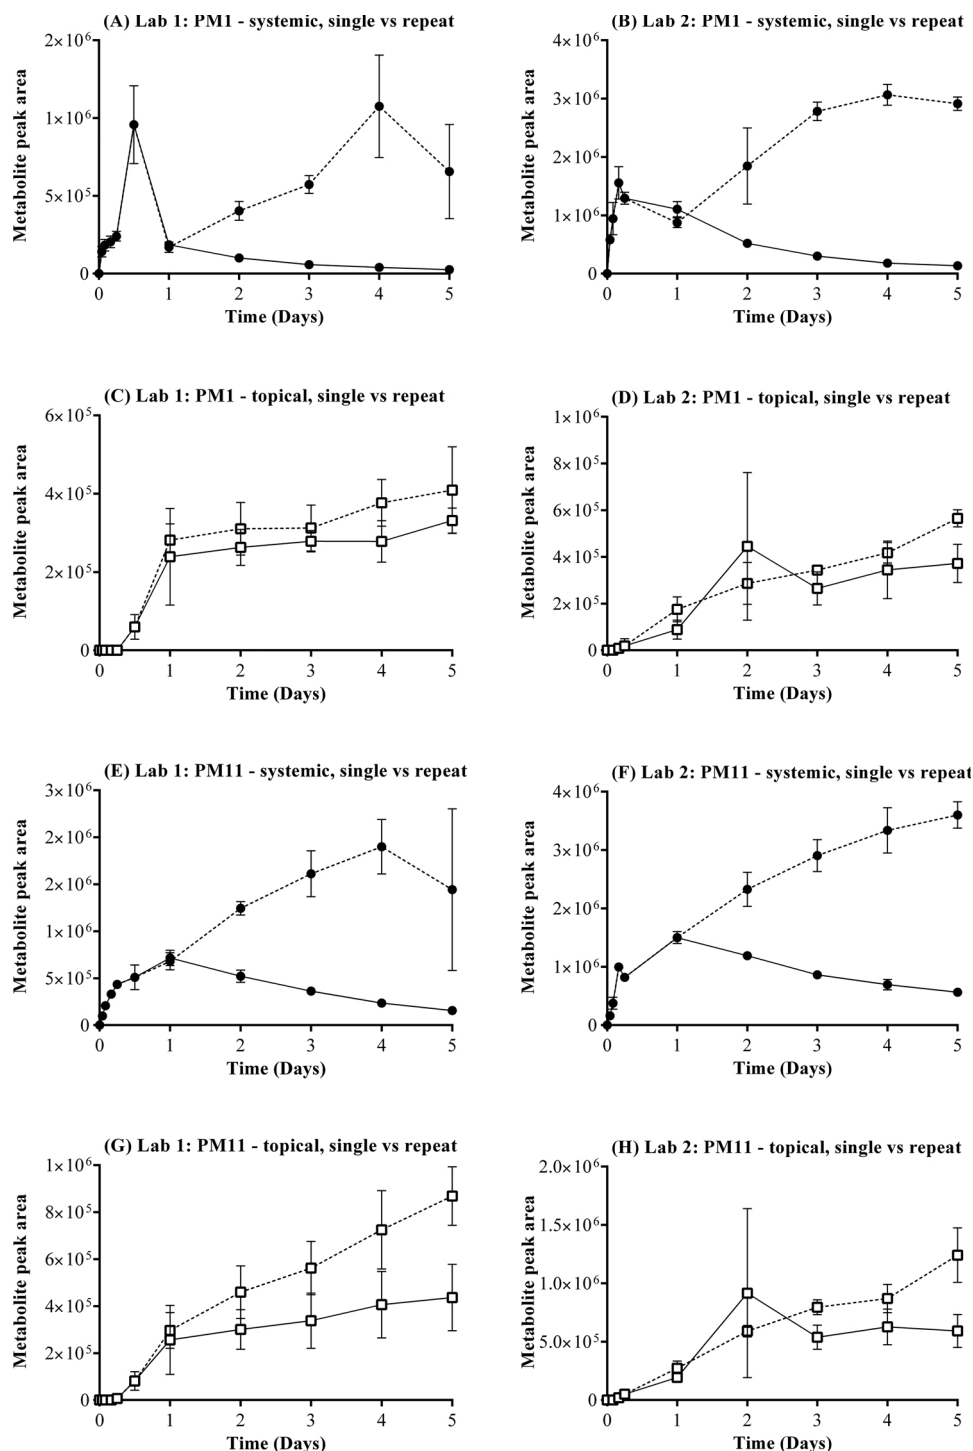 (A) Lab 1: PM1 - systemic, single vs repeat
Metabolite peak area
2×10⁶
1×10⁶
5×10⁵
0
0 1 2 3 4 5
Time (Days)
(B) Lab 2: PM1 - systemic, single vs repeat
Metabolite peak area
4×10⁶
3×10⁶
2×10⁶
1×10⁶
0
0 1 2 3 4 5
Time (Days)
(C) Lab 1: PM1 - topical, single vs repeat
Metabolite peak area
6×10⁵
4×10⁵
2×10⁵
0
0 1 2 3 4 5
Time (Days)
(D) Lab 2: PM1 - topical, single vs repeat
Metabolite peak area
1×10⁶
8×10⁵
6×10⁵
4×10⁵
2×10⁵
0
0 1 2 3 4 5
Time (Days)
(E) Lab 1: PM11 - systemic, single vs repeat
Metabolite peak area
3×10⁶
2×10⁶
2×10⁶
1×10⁶
5×10⁵
0
0 1 2 3 4 5
Time (Days)
(F) Lab 2: PM11 - systemic, single vs repeat
Metabolite peak area
4×10⁶
3×10⁶
2×10⁶
1×10⁶
0
0 1 2 3 4 5
Time (Days)
(G) Lab 1: PM11 - topical, single vs repeat
Metabolite peak area
1×10⁶
8×10⁵
6×10⁵
4×10⁵
2×10⁵
0
0 1 2 3 4 5
Time (Days)
(H) Lab 2: PM11 - topical, single vs repeat
Metabolite peak area
2.0×10⁶
1.5×10⁶
1.0×10⁶
5.0×10⁵
0
0 1 2 3 4 5
Time (Days)